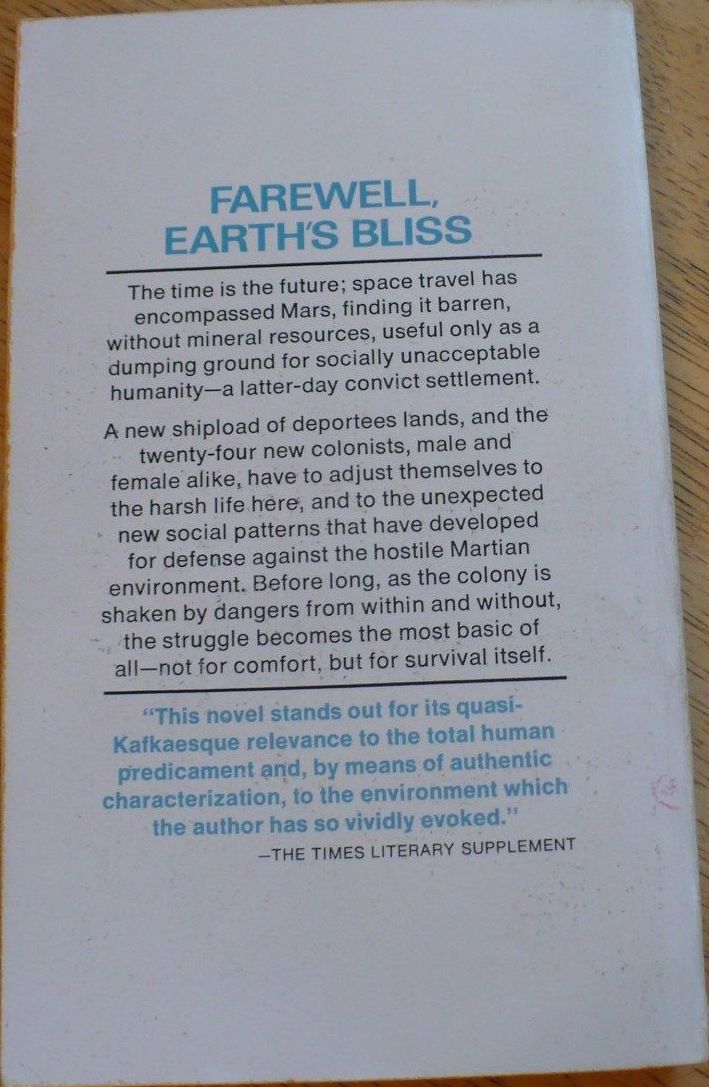 FAREWELL,
EARTH'S BLISS
The time is the future; space travel has
encompassed Mars, finding it barren,
without mineral resources, useful only as a
dumping ground for socially unacceptable
humanity—a latter-day convict settlement.
A new shipload of deportees lands, and the
twenty-four new colonists, male and
female alike, have to adjust themselves to
the harsh life here, and to the unexpected
new social patterns that have developed
for defense against the hostile Martian
environment. Before long, as the colony is
shaken by dangers from within and without,
the struggle becomes the most basic of
all—not for comfort, but for survival itself.
“This novel stands out for its quasi-
Kafkaesque relevance to the total human
predicament and, by means of authentic
characterization, to the environment which
the author has so vividly evoked.”
—THE TIMES LITERARY SUPPLEMENT